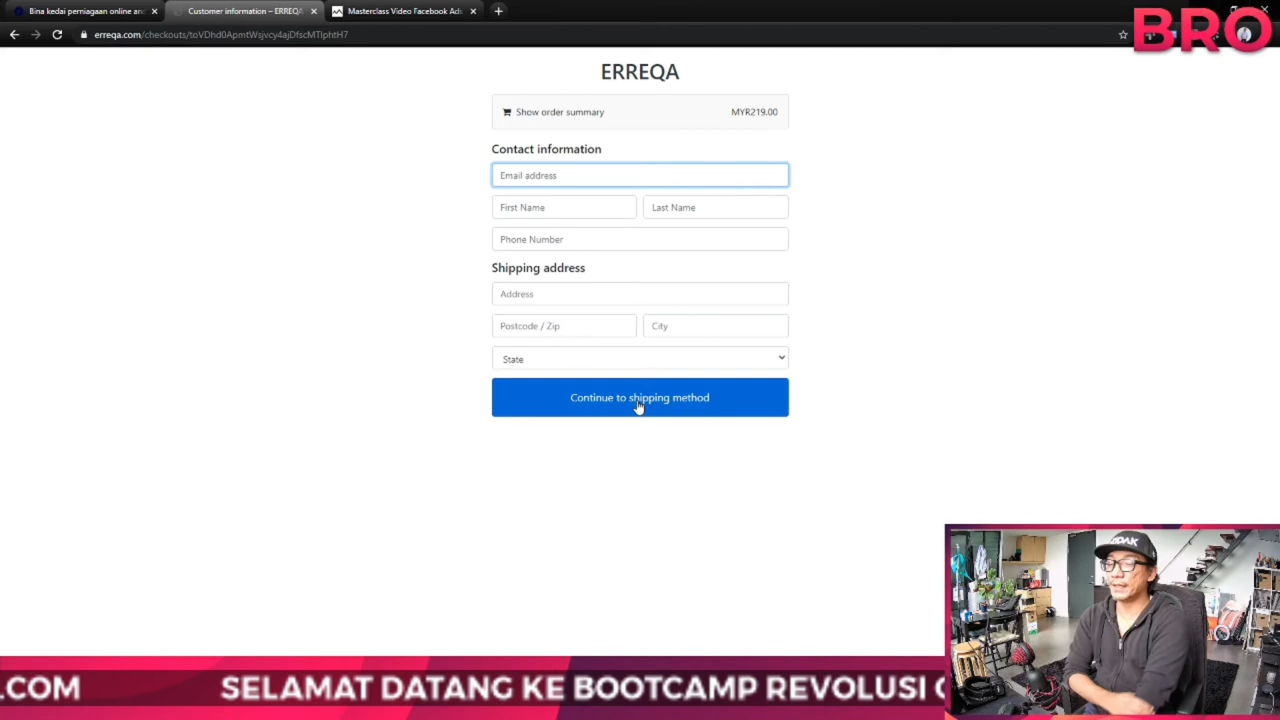 Bina kedai perniagaan online an
Customer information – ERREQA
Masterclass Video Facebook Ads
erreqa.com/checkouts/toVDhd0ApmtWsjvcy4ajDfscMTlphtH7
BRO
ERREQA
Show order summary
MYR219.00
Contact information
Email address
First Name
Last Name
Phone Number
Shipping address
Address
Postcode / Zip
City
State
Continue to shipping method
.COM
SELAMAT DATANG KE BOOTCAMP REVOLUSI